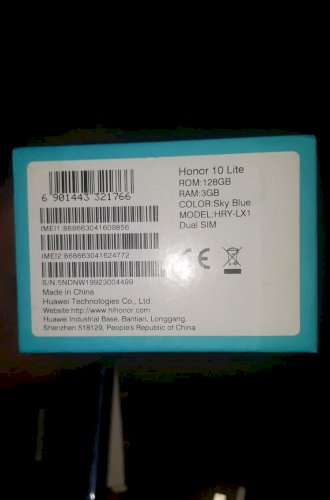 Honor 10 Lite
ROM:128GB
RAM:3GB
COLOR:Sky Blue
MODEL:HRY-LX1
Dual SIM
6 901443 321766
IMEI1:868663041609856
IMEI2:868663041624772
S/N:5NDNW19923004499
Made in China
Huawei Technologies Co., Ltd.
Website:http://www.hihonor.com
Huawei Industrial Base, Bantian, Longgang,
Shenzhen 518129, People's Republic of China
CE